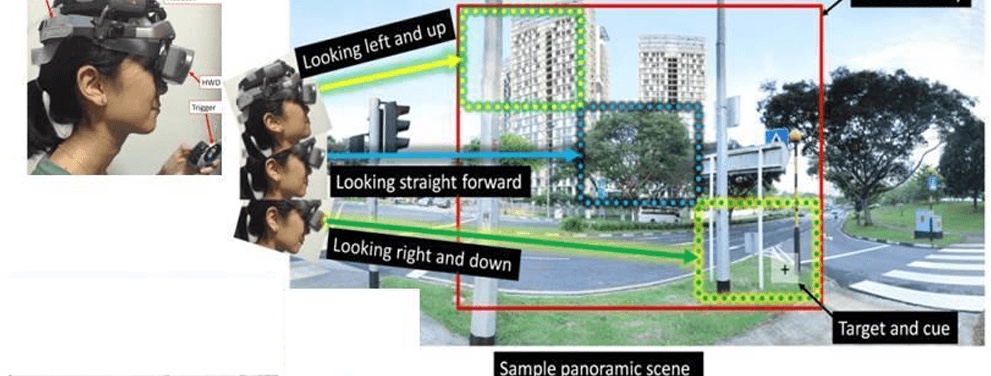 HWD
Trigger
Looking left and up
Looking straight forward
Looking right and down
Target and cue
Sample panoramic scene